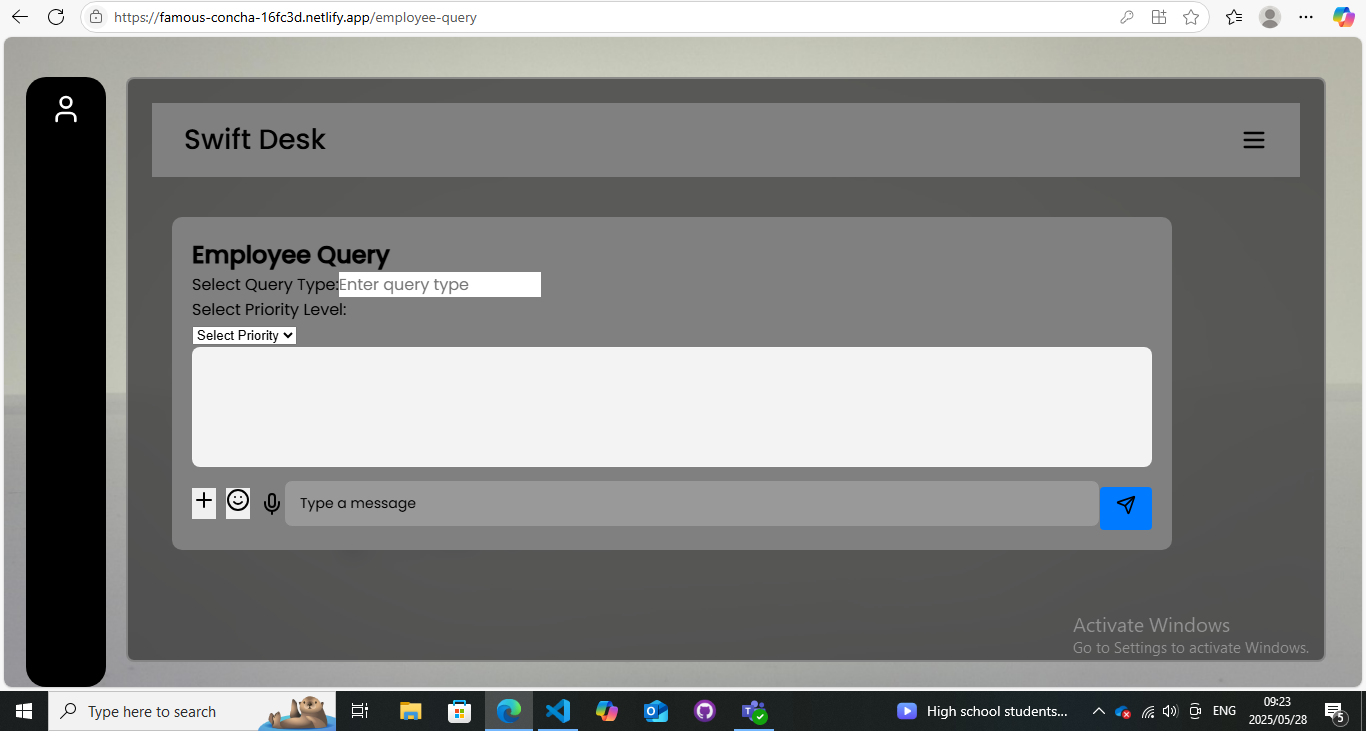 https://famous-concha-16fc3d.netlify.app/employee-query
Swift Desk
Employee Query
Select Query Type:Enter query type
Select Priority Level:
Select Priority
Type a message
Activate Windows
Go to Settings to activate Windows.
Type here to search
High school students...
ENG
09:23
2025/05/28
5